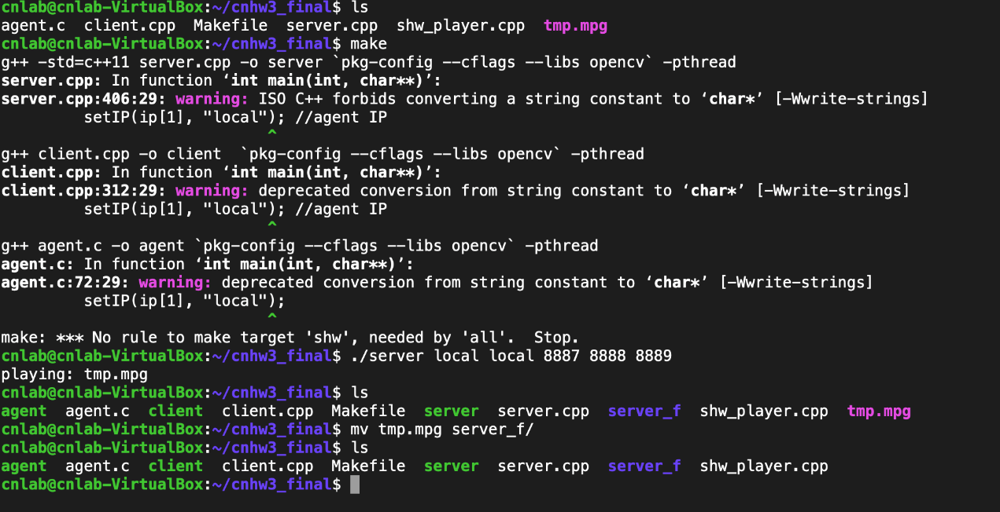 cnlab@cnlab-VirtualBox:~/cnhw3_final$ ls
agent.c  client.cpp  Makefile  server.cpp  shw_player.cpp  tmp.mpg
cnlab@cnlab-VirtualBox:~/cnhw3_final$ make
g++ -std=c++11 server.cpp -o server `pkg-config --cflags --libs opencv` -pthread
server.cpp: In function ‘int main(int, char**)’:
server.cpp:406:29: warning: ISO C++ forbids converting a string constant to ‘char*’ [-Wwrite-strings]
         setIP(ip[1], "local"); //agent IP
                             ^
g++ client.cpp -o client  `pkg-config --cflags --libs opencv` -pthread
client.cpp: In function ‘int main(int, char**)’:
client.cpp:312:29: warning: deprecated conversion from string constant to ‘char*’ [-Wwrite-strings]
         setIP(ip[1], "local"); //agent IP
                             ^
g++ agent.c -o agent `pkg-config --cflags --libs opencv` -pthread
agent.c: In function ‘int main(int, char**)’:
agent.c:72:29: warning: deprecated conversion from string constant to ‘char*’ [-Wwrite-strings]
         setIP(ip[1], "local");
                             ^
make: *** No rule to make target 'shw', needed by 'all'.  Stop.
cnlab@cnlab-VirtualBox:~/cnhw3_final$ ./server local local 8887 8888 8889
playing: tmp.mpg
cnlab@cnlab-VirtualBox:~/cnhw3_final$ ls
agent  agent.c  client  client.cpp  Makefile  server  server.cpp  server_f  shw_player.cpp  tmp.mpg
cnlab@cnlab-VirtualBox:~/cnhw3_final$ mv tmp.mpg server_f/
cnlab@cnlab-VirtualBox:~/cnhw3_final$ ls
agent  agent.c  client  client.cpp  Makefile  server  server.cpp  server_f  shw_player.cpp
cnlab@cnlab-VirtualBox:~/cnhw3_final$